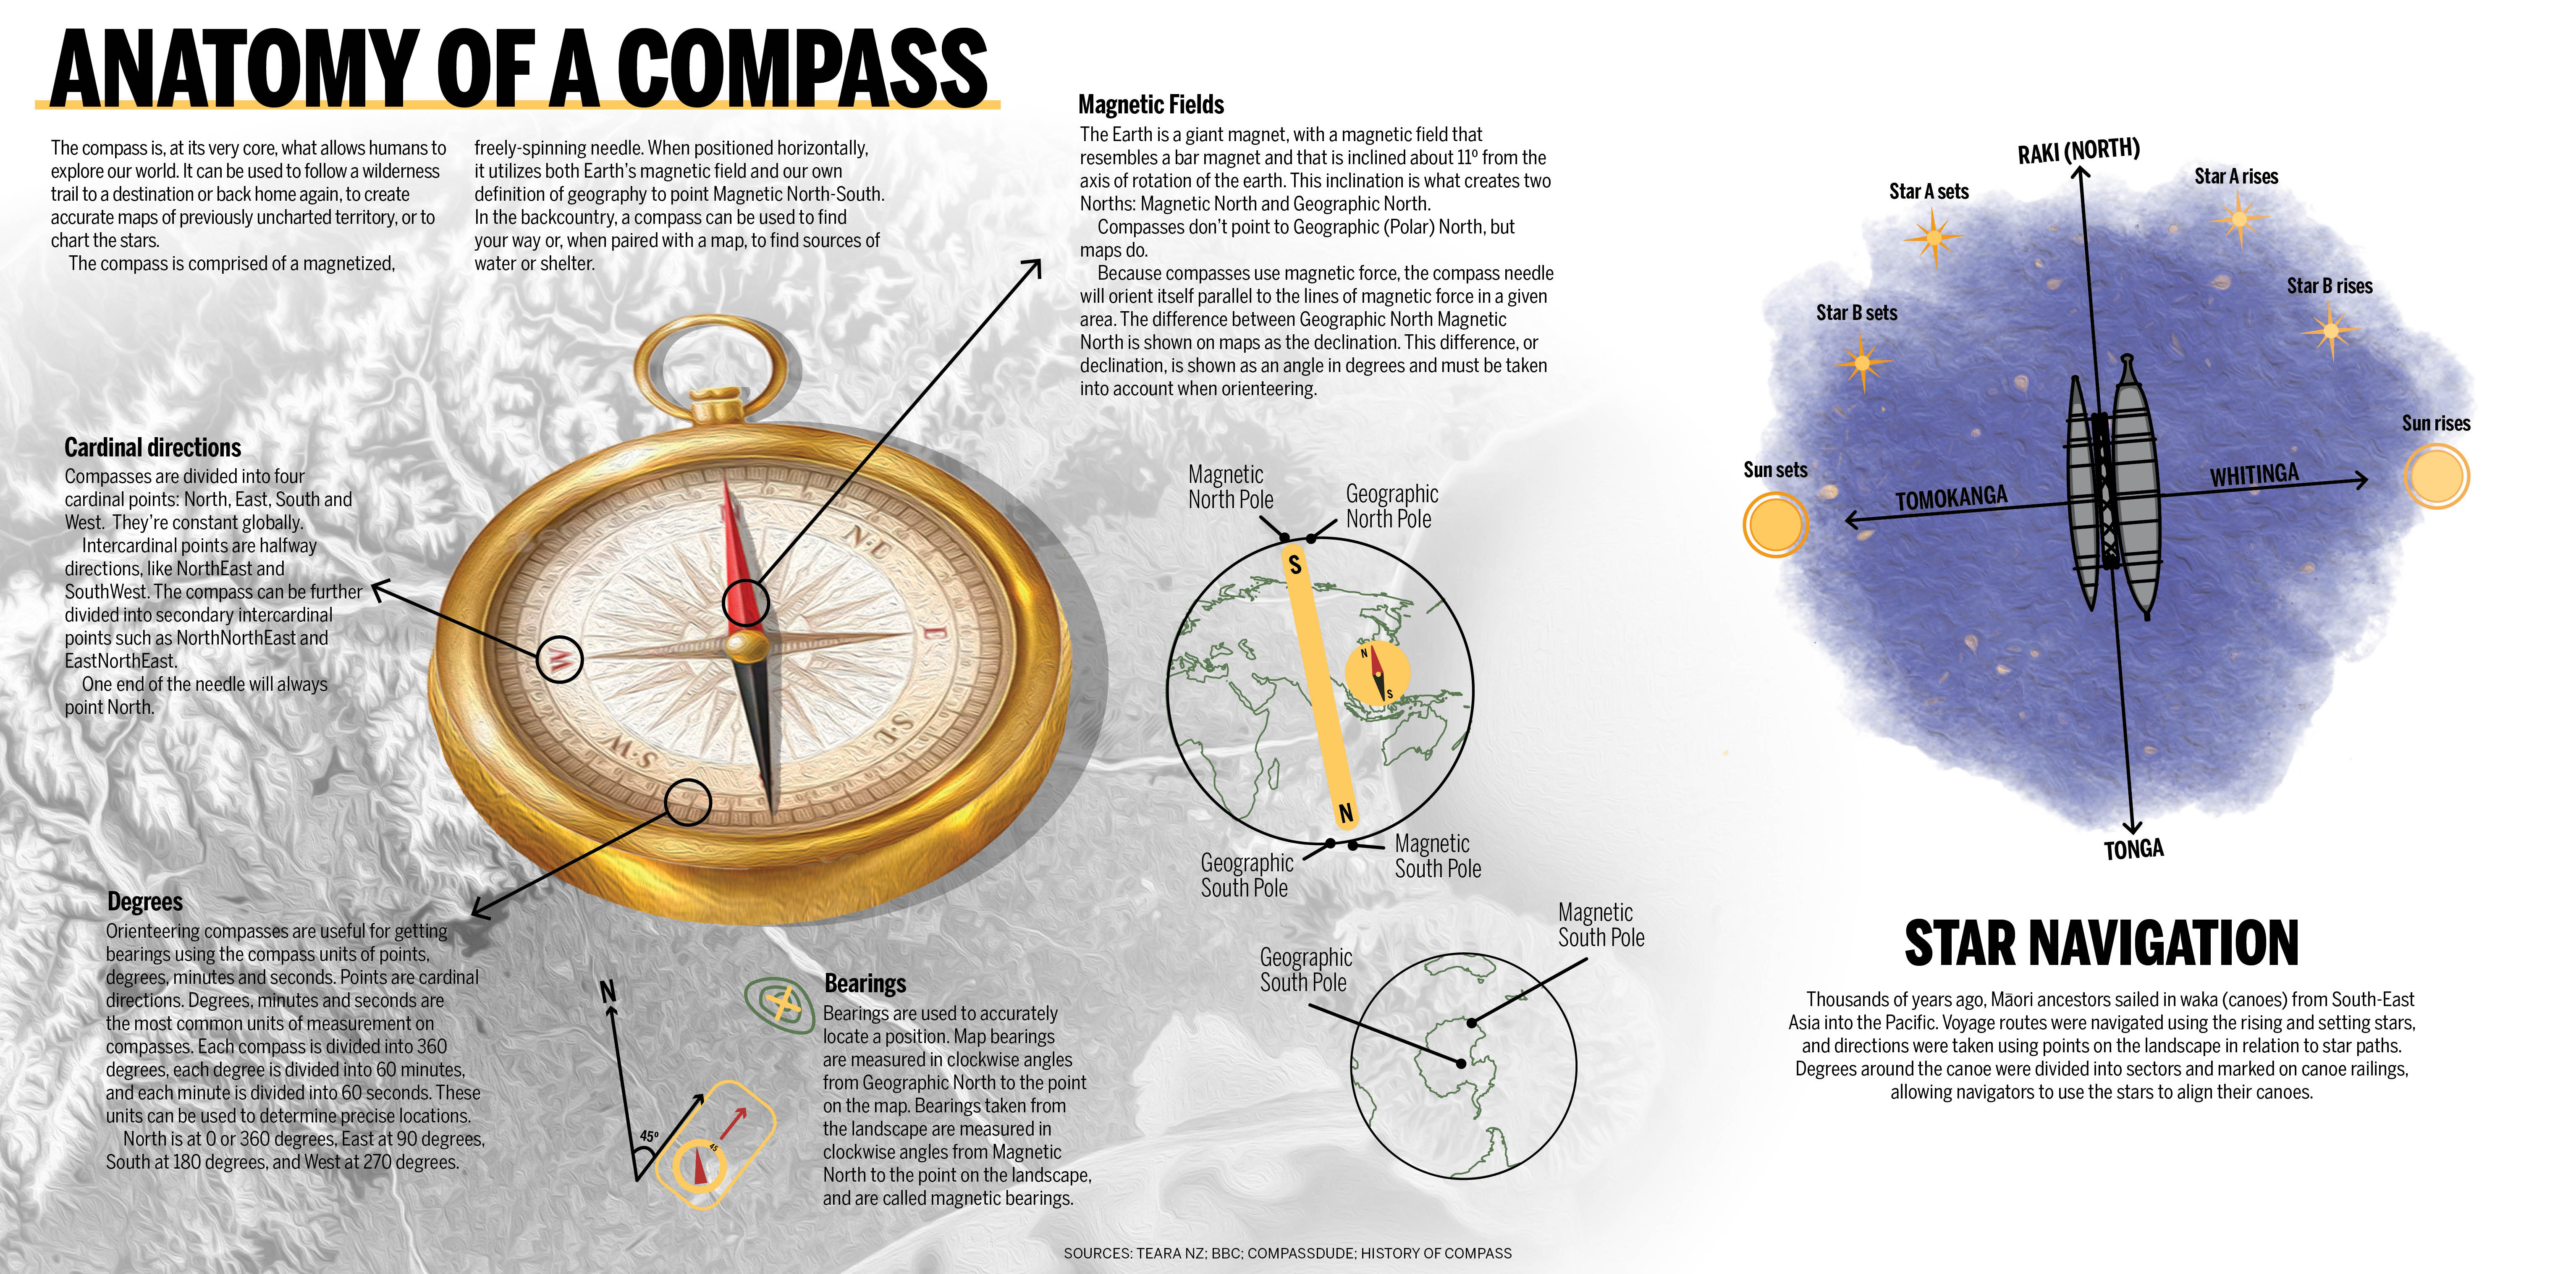 ANATOMY OF A COMPASS
The compass is, at its very core, what allows humans to
explore our world. It can be used to follow a wilderness
trail to a destination or back home again, to create
accurate maps of previously uncharted territory, or to
chart the stars.
The compass is comprised of a magnetized,
freely-spinning needle. When positioned horizontally,
it utilizes both Earth's magnetic field and our own
definition of geography to point Magnetic North-South.
In the backcountry, a compass can be used to find
your way or, when paired with a map, to find sources of
water or shelter.
Cardinal directions
Compasses are divided into four
cardinal points: North, East, South and
West. They're constant globally.
Intercardinal points are halfway
directions, like NorthEast and
SouthWest. The compass can be further
divided into secondary intercardinal
points such as NorthNorthEast and
EastNorthEast.
One end of the needle will always
point North.
N·E
E
S·E
S·W
W
Degrees
Orienteering compasses are useful for getting
bearings using the compass units of points,
degrees, minutes and seconds. Points are cardinal
directions. Degrees, minutes and seconds are
the most common units of measurement on
compasses. Each compass is divided into 360
degrees, each degree is divided into 60 minutes,
and each minute is divided into 60 seconds. These
units can be used to determine precise locations.
North is at 0 or 360 degrees, East at 90 degrees,
South at 180 degrees, and West at 270 degrees.
N
45º
45
Bearings
Bearings are used to accurately
locate a position. Map bearings
are measured in clockwise angles
from Geographic North to the point
on the map. Bearings taken from
the landscape are measured in
clockwise angles from Magnetic
North to the point on the landscape,
and are called magnetic bearings.
Magnetic Fields
The Earth is a giant magnet, with a magnetic field that
resembles a bar magnet and that is inclined about 11º from the
axis of rotation of the earth. This inclination is what creates two
Norths: Magnetic North and Geographic North.
Compasses don't point to Geographic (Polar) North, but
maps do.
Because compasses use magnetic force, the compass needle
will orient itself parallel to the lines of magnetic force in a given
area. The difference between Geographic North Magnetic
North is shown on maps as the declination. This difference, or
declination, is shown as an angle in degrees and must be taken
into account when orienteering.
Magnetic
North Pole
Geographic
North Pole
S
N
S
N
Geographic
South Pole
Magnetic
South Pole
Geographic
South Pole
Magnetic
South Pole
SOURCES: TEARA NZ; BBC; COMPASSDUDE; HISTORY OF COMPASS
RAKI (NORTH)
Star A sets
Star A rises
Star B sets
Star B rises
Sun sets
Sun rises
TOMOKANGA
WHITINGA
TONGA
STAR NAVIGATION
Thousands of years ago, Māori ancestors sailed in waka (canoes) from South-East
Asia into the Pacific. Voyage routes were navigated using the rising and setting stars,
and directions were taken using points on the landscape in relation to star paths.
Degrees around the canoe were divided into sectors and marked on canoe railings,
allowing navigators to use the stars to align their canoes.